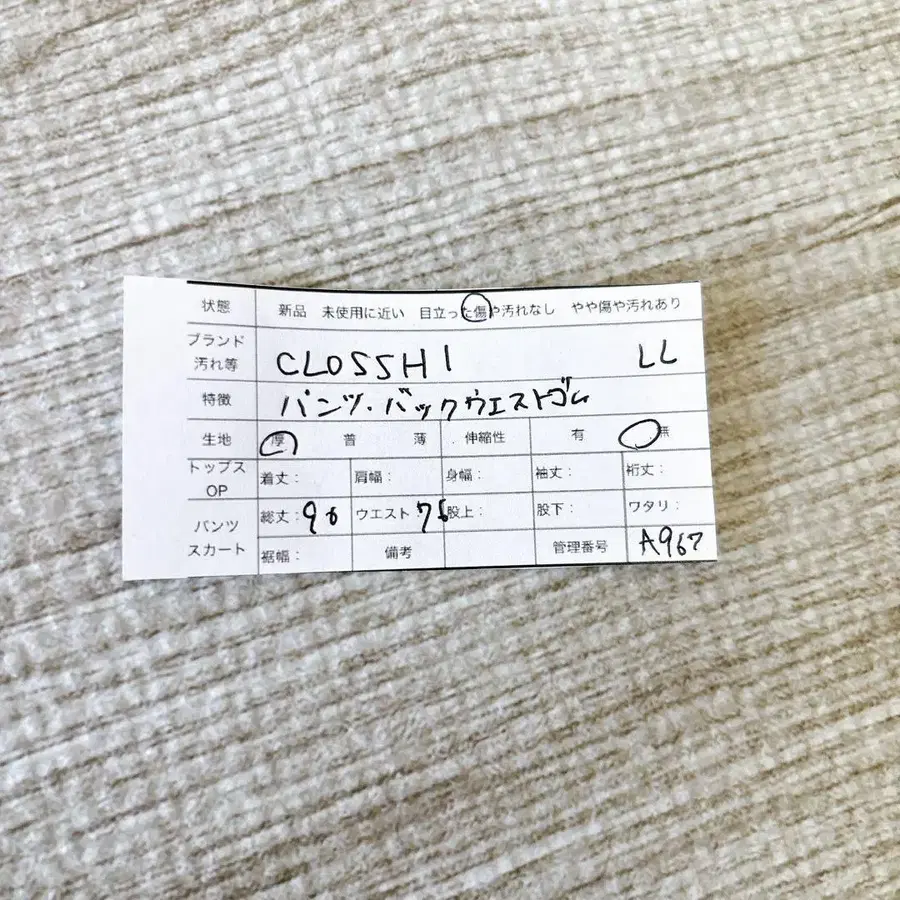 状態 新品 未使用に近い 目立った傷や汚れなし やや傷や汚れあり
ブランド
汚れ等 CLOSSHI LL
特徴 パンツ・バックウエストゴム
生地 厚 普 薄 伸縮性 有 無
トップス
OP 着丈: 肩幅: 身幅: 袖丈: 裄丈:
パンツ
スカート 総丈:96 ウエスト76 股上: 股下: ワタリ:
裾幅: 備考 管理番号 A967